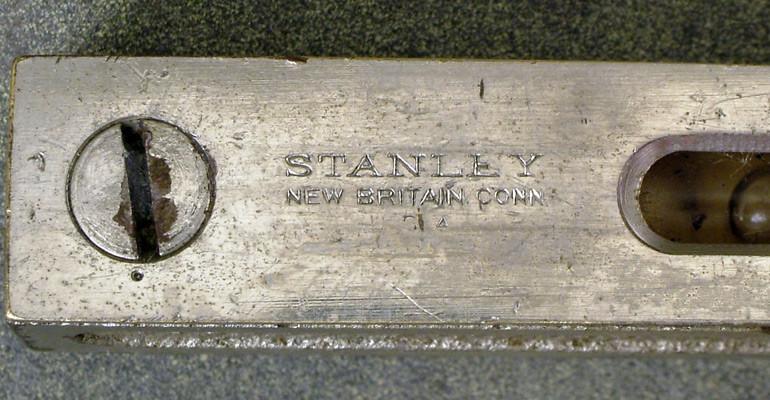 STANLEY
NEW BRITAIN, CONN.